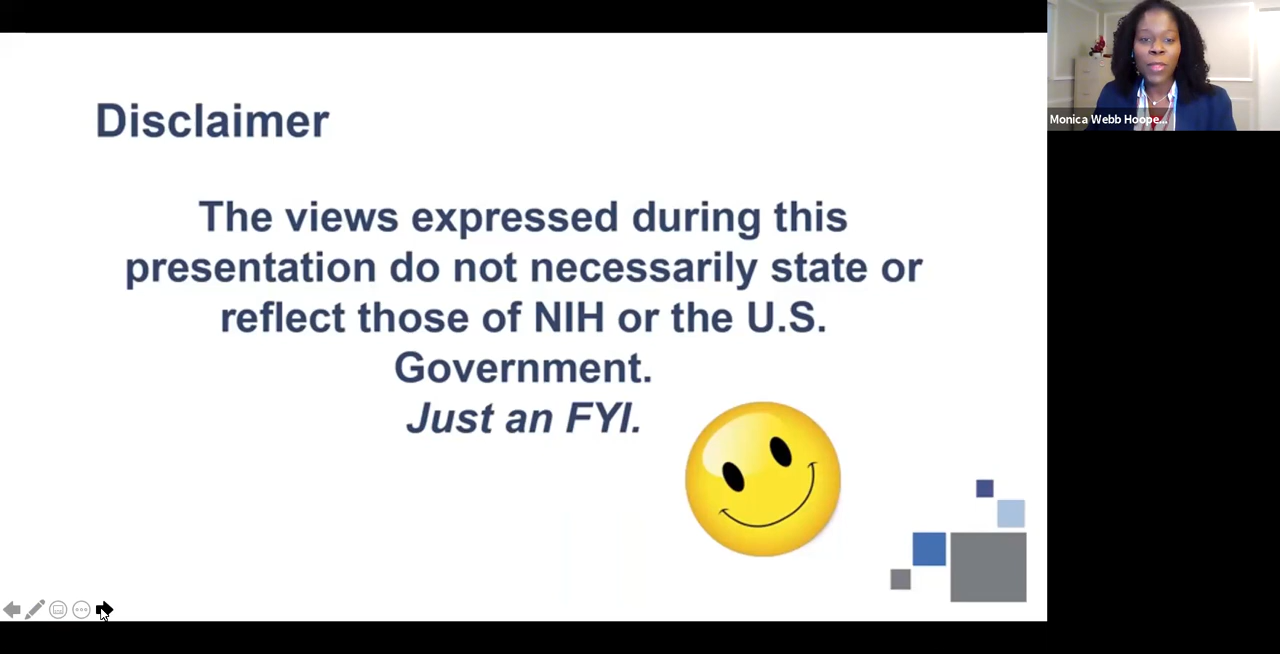 Disclaimer
The views expressed during this
presentation do not necessarily state or
reflect those of NIH or the U.S.
Government.
Just an FYI.
Monica Webb Hoope...